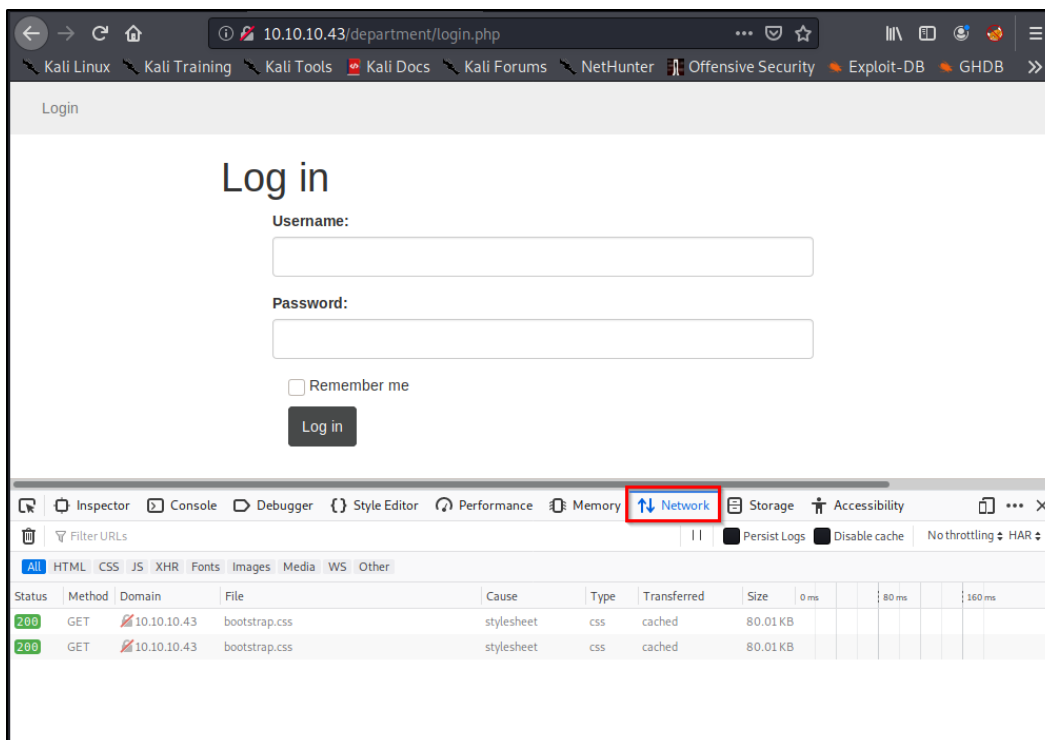 10.10.10.43/department/login.php
Kali Linux Kali Training Kali Tools Kali Docs Kali Forums NetHunter Offensive Security Exploit-DB GHDB
Login
Log in
Username:
Password:
Remember me
Log in
Inspector Console Debugger {} Style Editor Performance Memory Network Storage Accessibility
Filter URLs Persist Logs Disable cache No throttling HAR
All HTML CSS JS XHR Fonts Images Media WS Other
Status Method Domain File Cause Type Transferred Size 0 ms 80 ms 160 ms
200 GET 10.10.10.43 bootstrap.css stylesheet css cached 80.01 KB
200 GET 10.10.10.43 bootstrap.css stylesheet css cached 80.01 KB